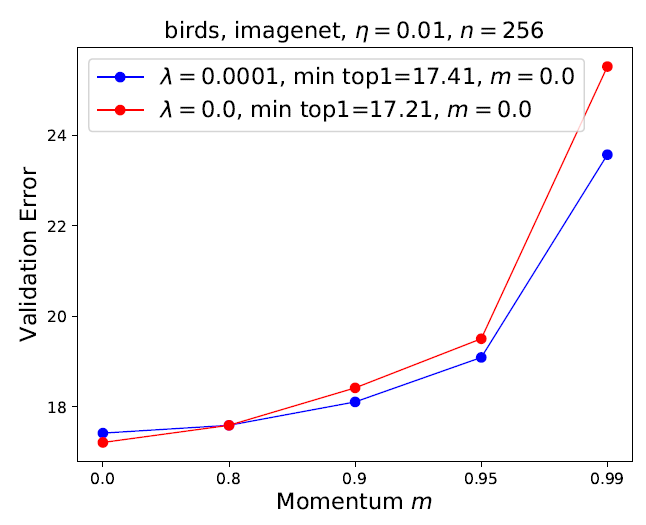 birds, imagenet, η = 0.01, n = 256
λ = 0.0001, min top1=17.41, m = 0.0
λ = 0.0, min top1=17.21, m = 0.0
Validation Error
24
22
20
18
0.0 0.8 0.9 0.95 0.99
Momentum m